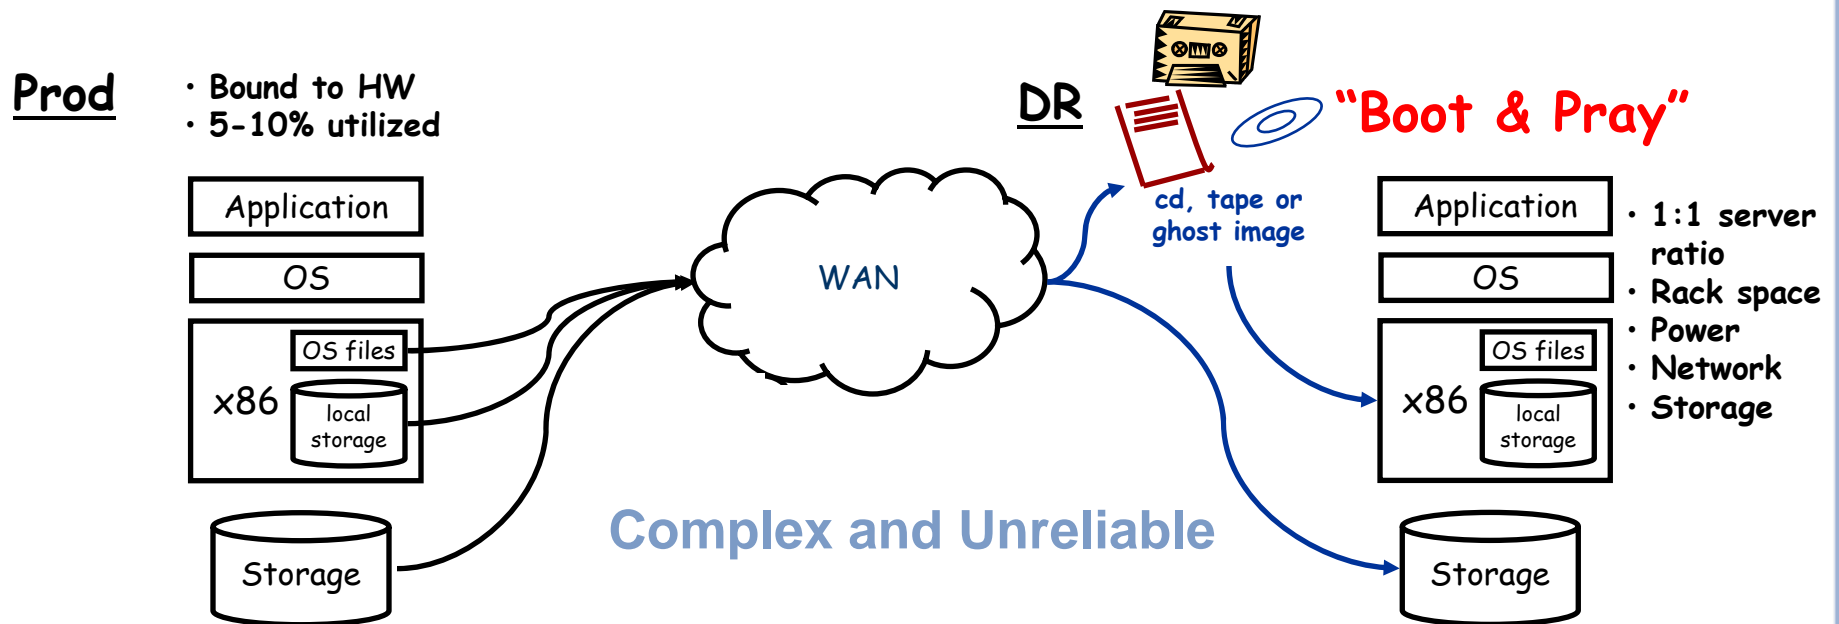 Prod
· Bound to HW
· 5-10% utilized
Application
OS
OS files
x86
local
storage
Storage
WAN
Complex and Unreliable
DR
"Boot & Pray"
cd, tape or
ghost image
Application
OS
OS files
x86
local
storage
Storage
· 1:1 server
ratio
· Rack space
· Power
· Network
· Storage